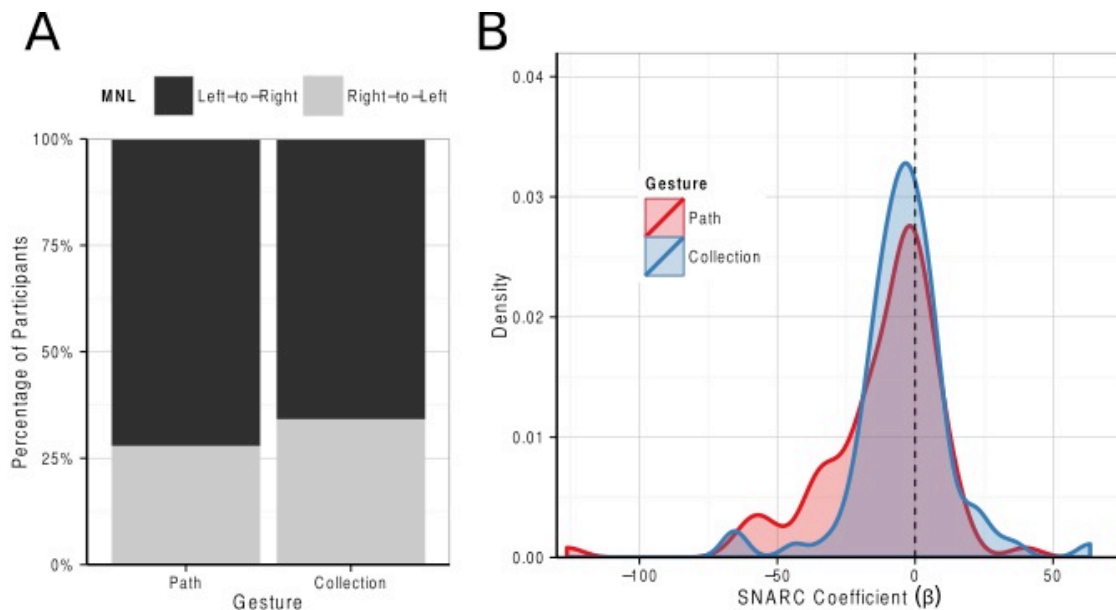 A
MNL Left-to-Right Right-to-Left
100%
75%
50%
25%
0%
Percentage of Participants
Path Collection
Gesture
B
0.04
0.03
0.02
0.01
0.00
Density
Gesture
Path
Collection
−100 −50 0 50
SNARC Coefficient (β)